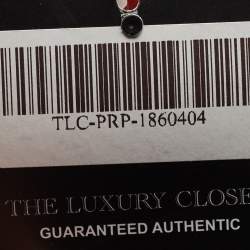 TLC-PRP-1860404
THE LUXURY CLOSE
GUARANTEED AUTHENTIC